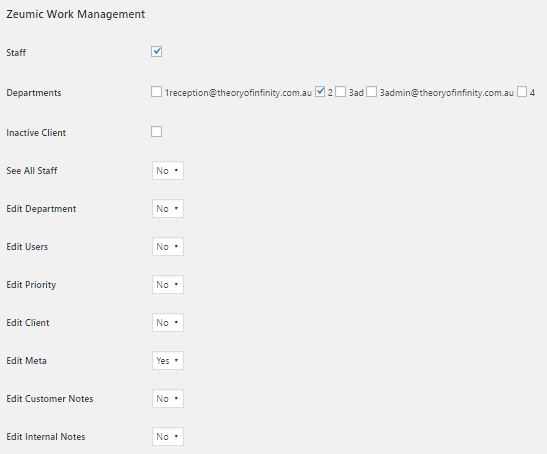 Zeumic Work Management
Staff
Departments 1reception@theoryofinfinity.com.au 2 3ad 3admin@theoryofinfinity.com.au 4
Inactive Client
See All Staff No
Edit Department No
Edit Users No
Edit Priority No
Edit Client No
Edit Meta Yes
Edit Customer Notes No
Edit Internal Notes No